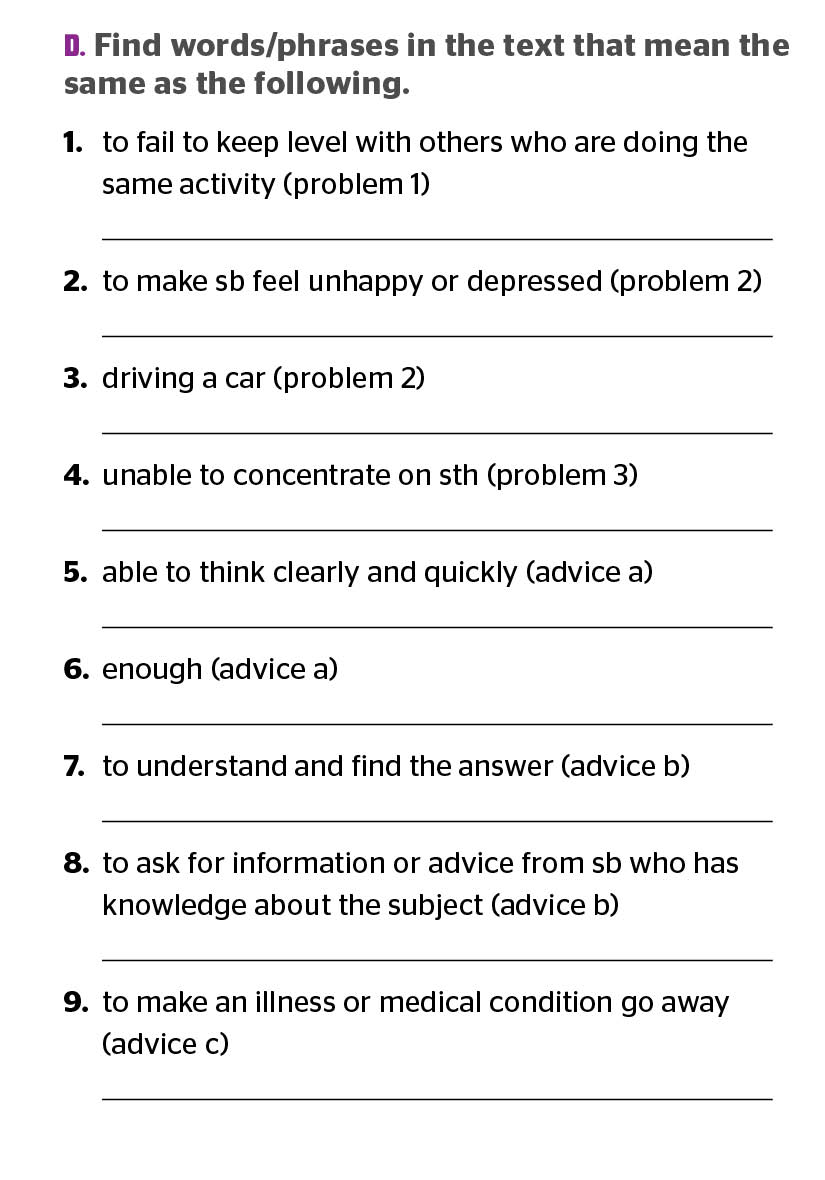 D. Find words/phrases in the text that mean the
same as the following.
1. to fail to keep level with others who are doing the
same activity (problem 1)
2. to make sb feel unhappy or depressed (problem 2)
3. driving a car (problem 2)
4. unable to concentrate on sth (problem 3)
5. able to think clearly and quickly (advice a)
6. enough (advice a)
7. to understand and find the answer (advice b)
8. to ask for information or advice from sb who has
knowledge about the subject (advice b)
9. to make an illness or medical condition go away
(advice c)